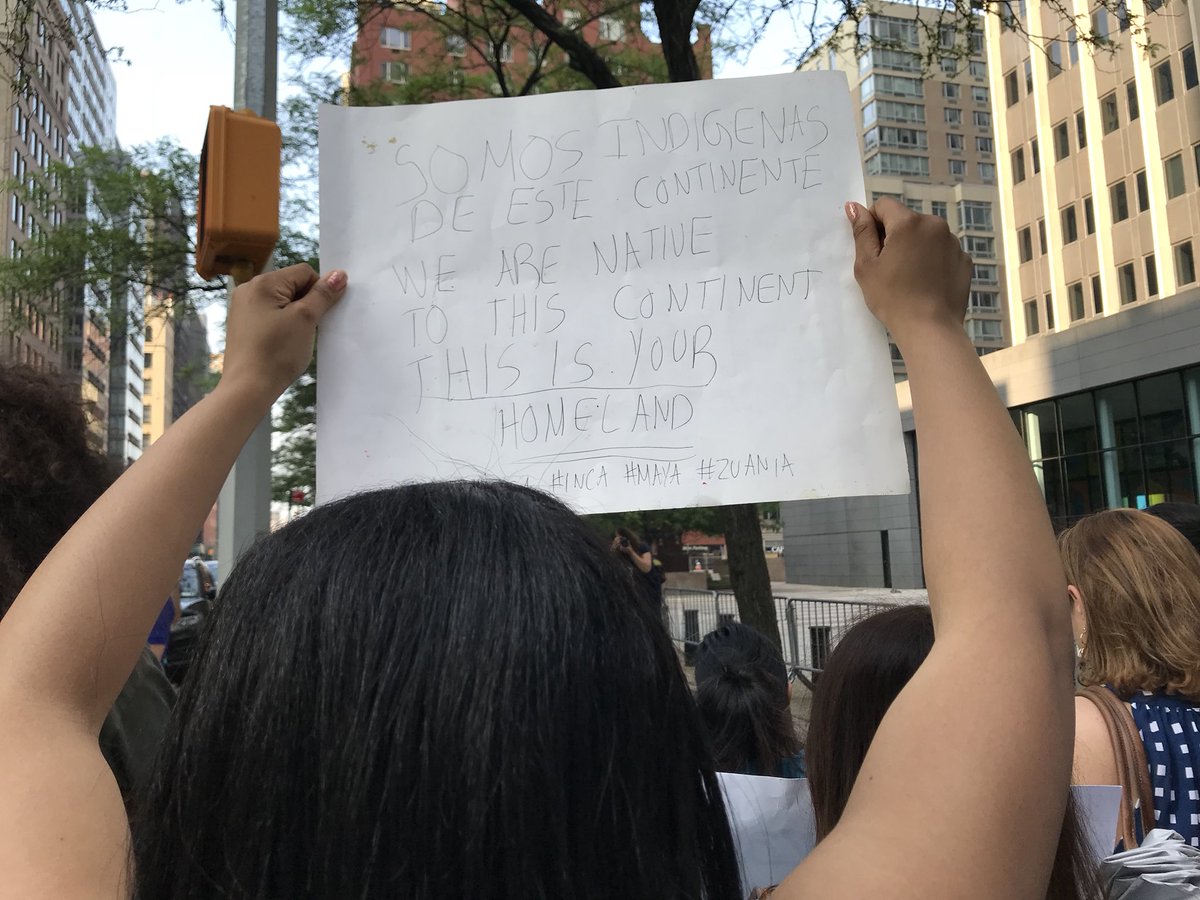 SOMOS INDIGENAS
DE ESTE CONTINENTE
WE ARE NATIVE
TO THIS CONTINENT
THIS IS YOUR
HOMELAND
#INCA #MAYA #ZUANIA